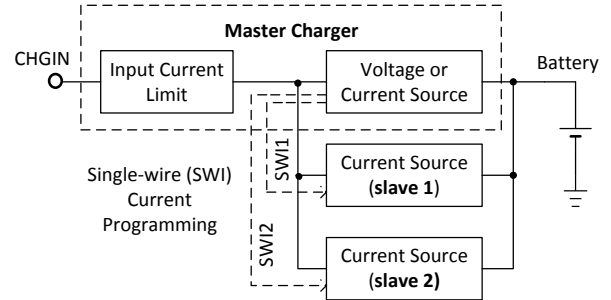 Master Charger
CHGIN
Input Current
Limit
Voltage or
Current Source
Battery
Single-wire (SWI)
Current
Programming
SWI1
SWI2
Current Source
(slave 1)
Current Source
(slave 2)